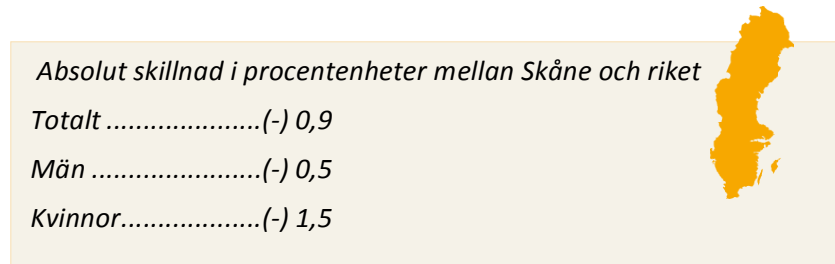 Absolut skillnad i procentenheter mellan Skåne och riket
Totalt .....................(-) 0,9
Män .......................(-) 0,5
Kvinnor...................(-) 1,5